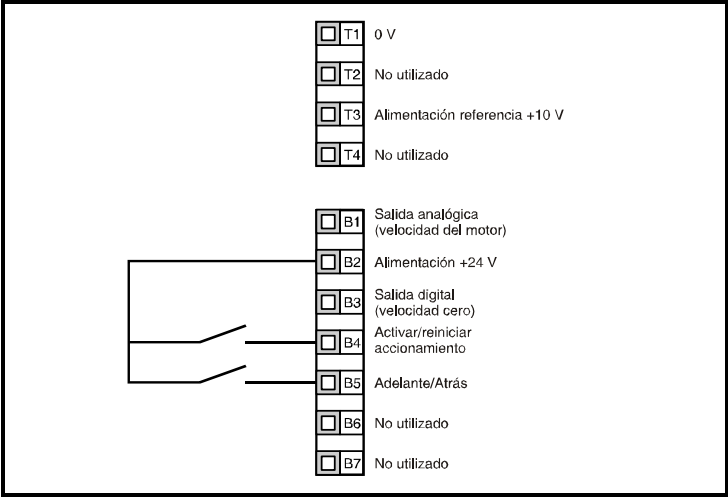 T1 0 V
T2 No utilizado
T3 Alimentación referencia +10 V
T4 No utilizado
B1 Salida analógica
(velocidad del motor)
B2 Alimentación +24 V
B3 Salida digital
(velocidad cero)
B4 Activar/reiniciar
accionamiento
B5 Adelante/Atrás
B6 No utilizado
B7 No utilizado